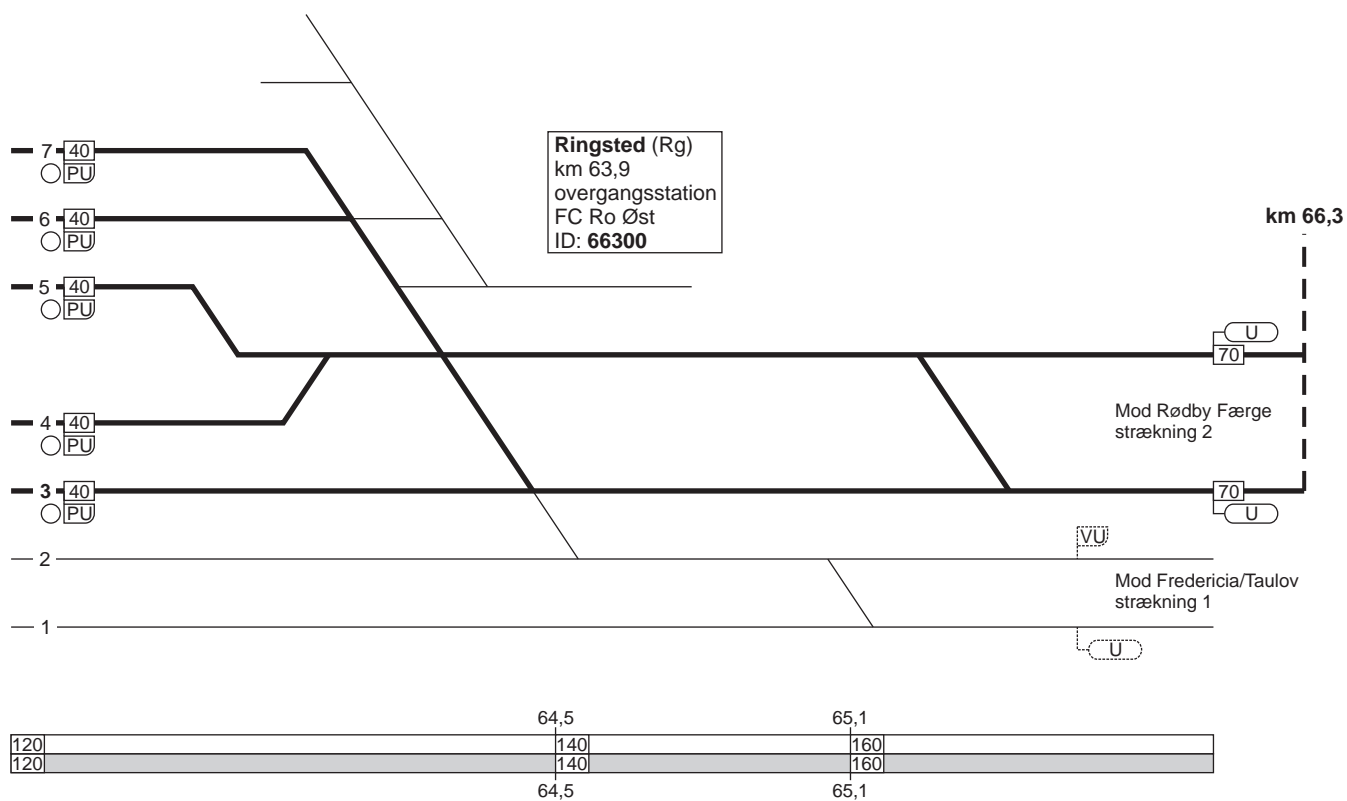 Ringsted (Rg)
km 63,9
overgangsstation
FC Ro Øst
ID: 66300
7 40
PU
6 40
PU
km 66,3
5 40
PU
U
70
4 40
PU
Mod Rødby Færge
strækning 2
3 40
PU
70
U
VU
2
Mod Fredericia/Taulov
strækning 1
1
U
64,5 65,1
120 140 160
120 140 160
64,5 65,1